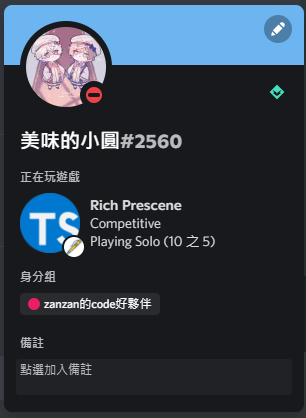 美味的小圓#2560
正在玩遊戲
TS
Rich Prescene
Competitive
Playing Solo (10 之 5)
身分組
zanzan的code好夥伴
備註
點選加入備註